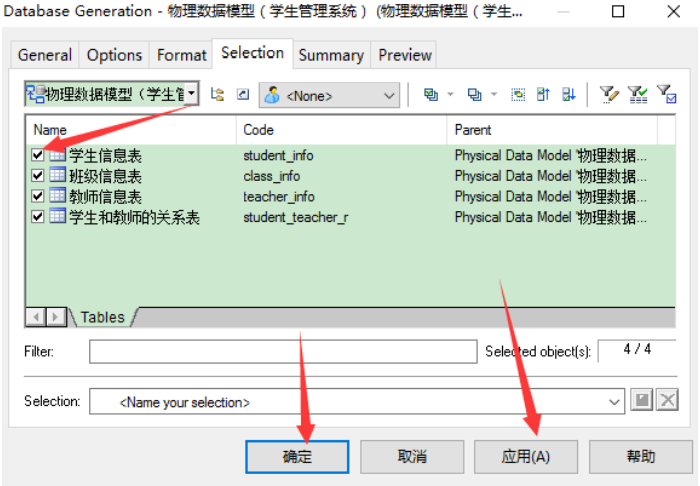 Database Generation - 物理数据模型（学生管理系统） (物理数据模型（学生...
General Options Format Selection Summary Preview
物理数据模型（学生管
<None>
Name Code Parent
学生信息表 student_info Physical Data Model '物理数据...
班级信息表 class_info Physical Data Model '物理数据...
教师信息表 teacher_info Physical Data Model '物理数据...
学生和教师的关系表 student_teacher_r Physical Data Model '物理数据...
Tables
Filter: Selected object(s): 4 / 4
Selection: <Name your selection>
确定 取消 应用(A) 帮助